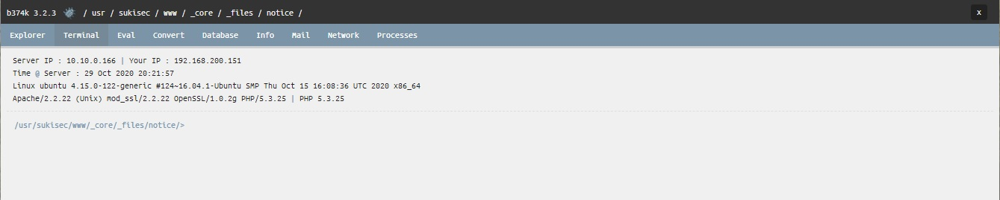 b374k 3.2.3 / usr / sukisec / www / _core / _files / notice / x
Explorer Terminal Eval Convert Database Info Mail Network Processes
Server IP : 10.10.0.166 | Your IP : 192.168.200.151
Time @ Server : 29 Oct 2020 20:21:57
Linux ubuntu 4.15.0-122-generic #124~16.04.1-Ubuntu SMP Thu Oct 15 16:08:36 UTC 2020 x86_64
Apache/2.2.22 (Unix) mod_ssl/2.2.22 OpenSSL/1.0.2g PHP/5.3.25 | PHP 5.3.25
/usr/sukisec/www/_core/_files/notice/>